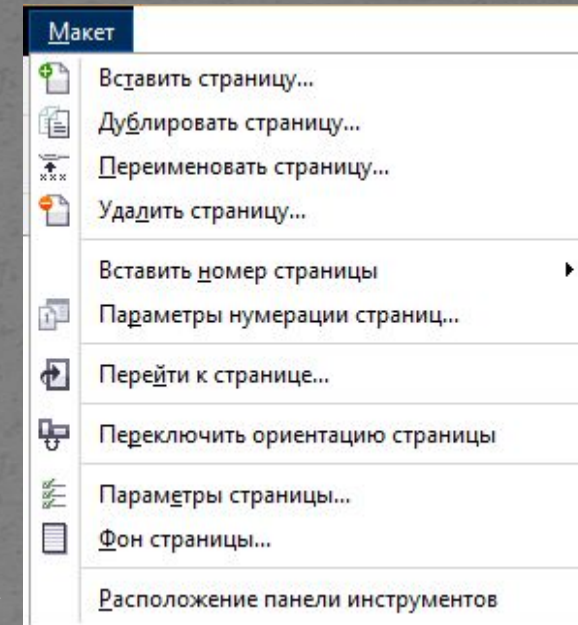 Макет
Вставить страницу...
Дублировать страницу...
Переименовать страницу...
Удалить страницу...
Вставить номер страницы
Параметры нумерации страниц...
Перейти к странице...
Переключить ориентацию страницы
Параметры страницы...
Фон страницы...
Расположение панели инструментов